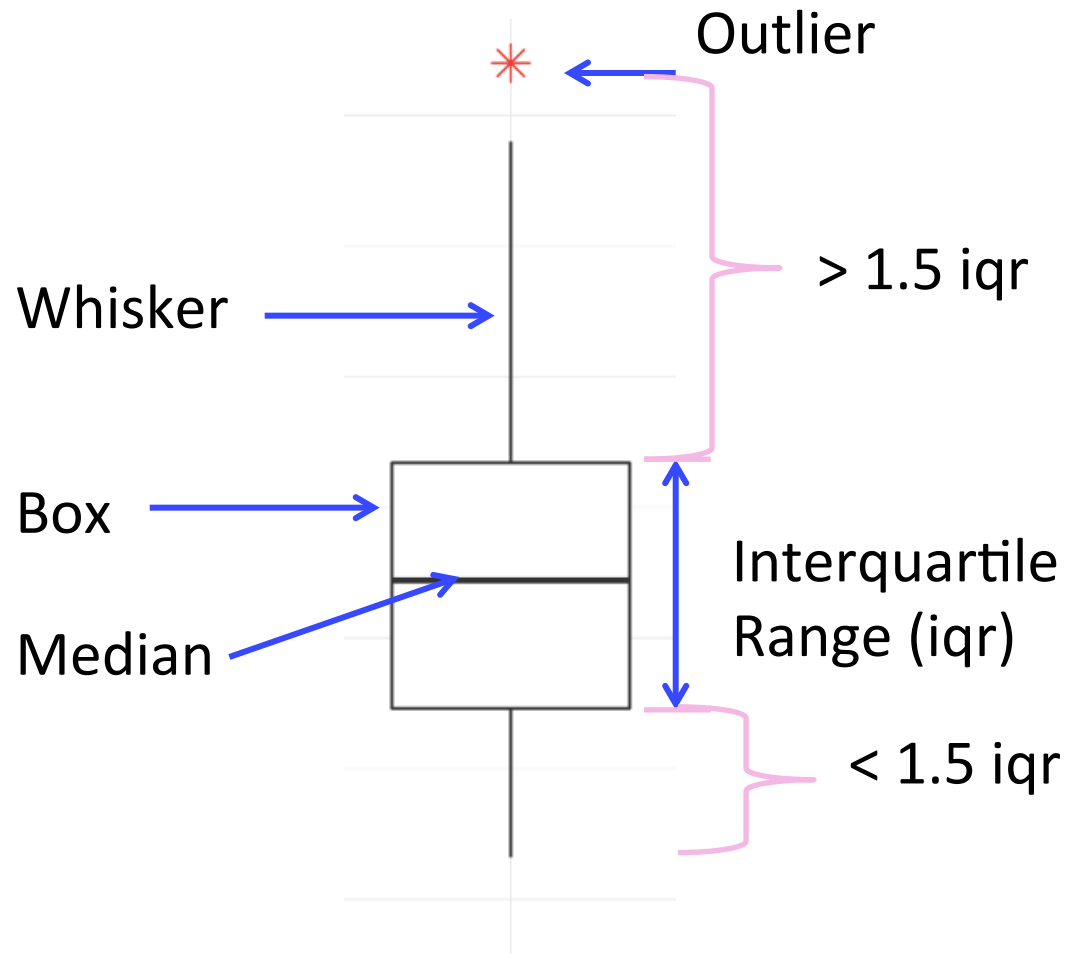 Outlier
> 1.5 iqr
Whisker
Box
Interquartile
Range (iqr)
Median
< 1.5 iqr